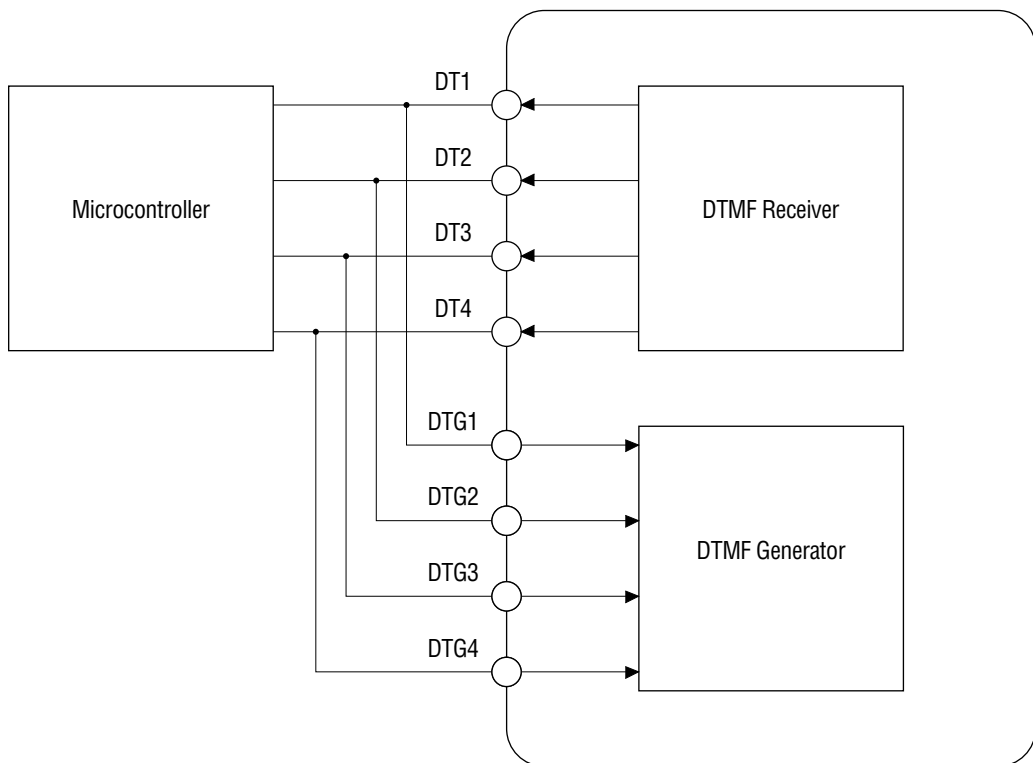 DT1
DT2
Microcontroller
DTMF Receiver
DT3
DT4
DTG1
DTG2
DTMF Generator
DTG3
DTG4